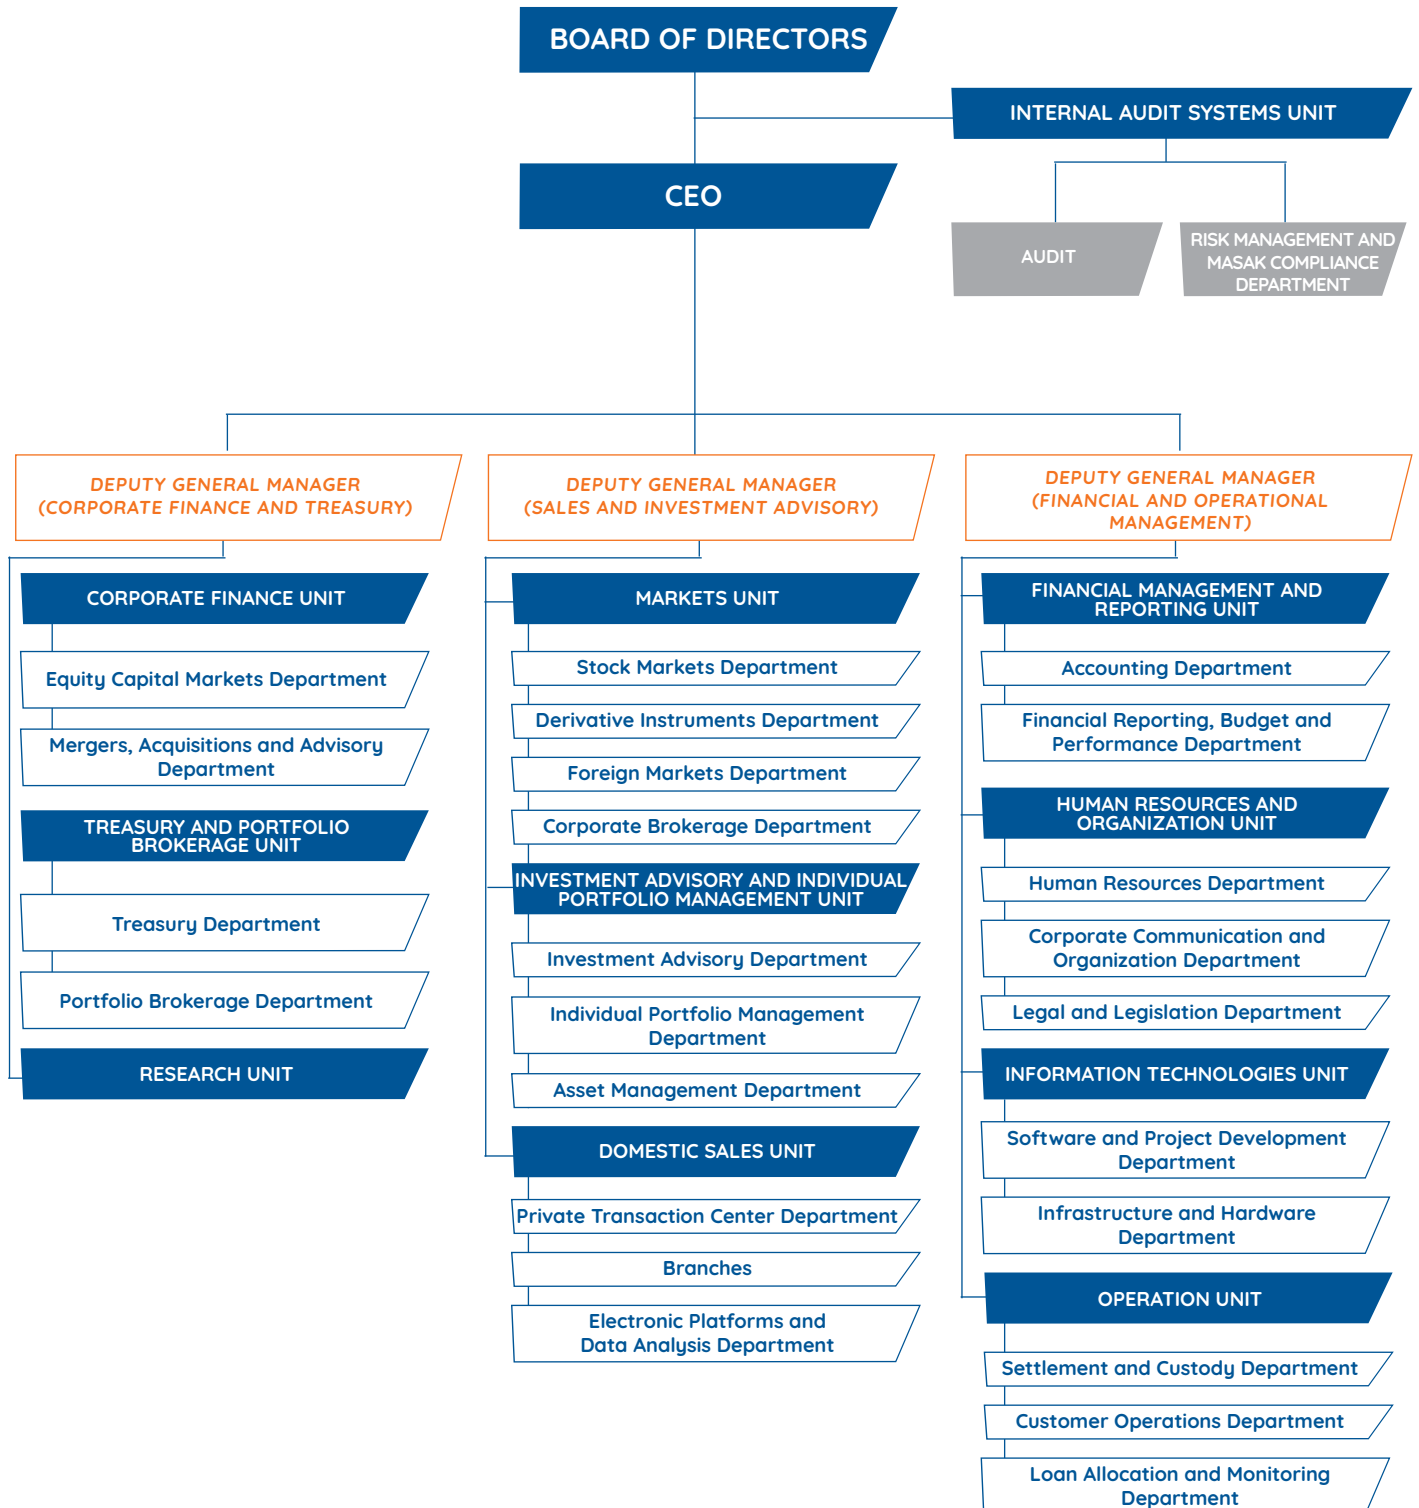 BOARD OF DIRECTORS
INTERNAL AUDIT SYSTEMS UNIT
CEO
AUDIT
RISK MANAGEMENT AND
MASAK COMPLIANCE
DEPARTMENT
DEPUTY GENERAL MANAGER
(CORPORATE FINANCE AND TREASURY)
CORPORATE FINANCE UNIT
Equity Capital Markets Department
Mergers, Acquisitions and Advisory
Department
TREASURY AND PORTFOLIO
BROKERAGE UNIT
Treasury Department
Portfolio Brokerage Department
RESEARCH UNIT
DEPUTY GENERAL MANAGER
(SALES AND INVESTMENT ADVISORY)
MARKETS UNIT
Stock Markets Department
Derivative Instruments Department
Foreign Markets Department
Corporate Brokerage Department
INVESTMENT ADVISORY AND INDIVIDUAL
PORTFOLIO MANAGEMENT UNIT
Investment Advisory Department
Individual Portfolio Management
Department
Asset Management Department
DOMESTIC SALES UNIT
Private Transaction Center Department
Branches
Electronic Platforms and
Data Analysis Department
DEPUTY GENERAL MANAGER
(FINANCIAL AND OPERATIONAL
MANAGEMENT)
FINANCIAL MANAGEMENT AND
REPORTING UNIT
Accounting Department
Financial Reporting, Budget and
Performance Department
HUMAN RESOURCES AND
ORGANIZATION UNIT
Human Resources Department
Corporate Communication and
Organization Department
Legal and Legislation Department
INFORMATION TECHNOLOGIES UNIT
Software and Project Development
Department
Infrastructure and Hardware
Department
OPERATION UNIT
Settlement and Custody Department
Customer Operations Department
Loan Allocation and Monitoring
Department